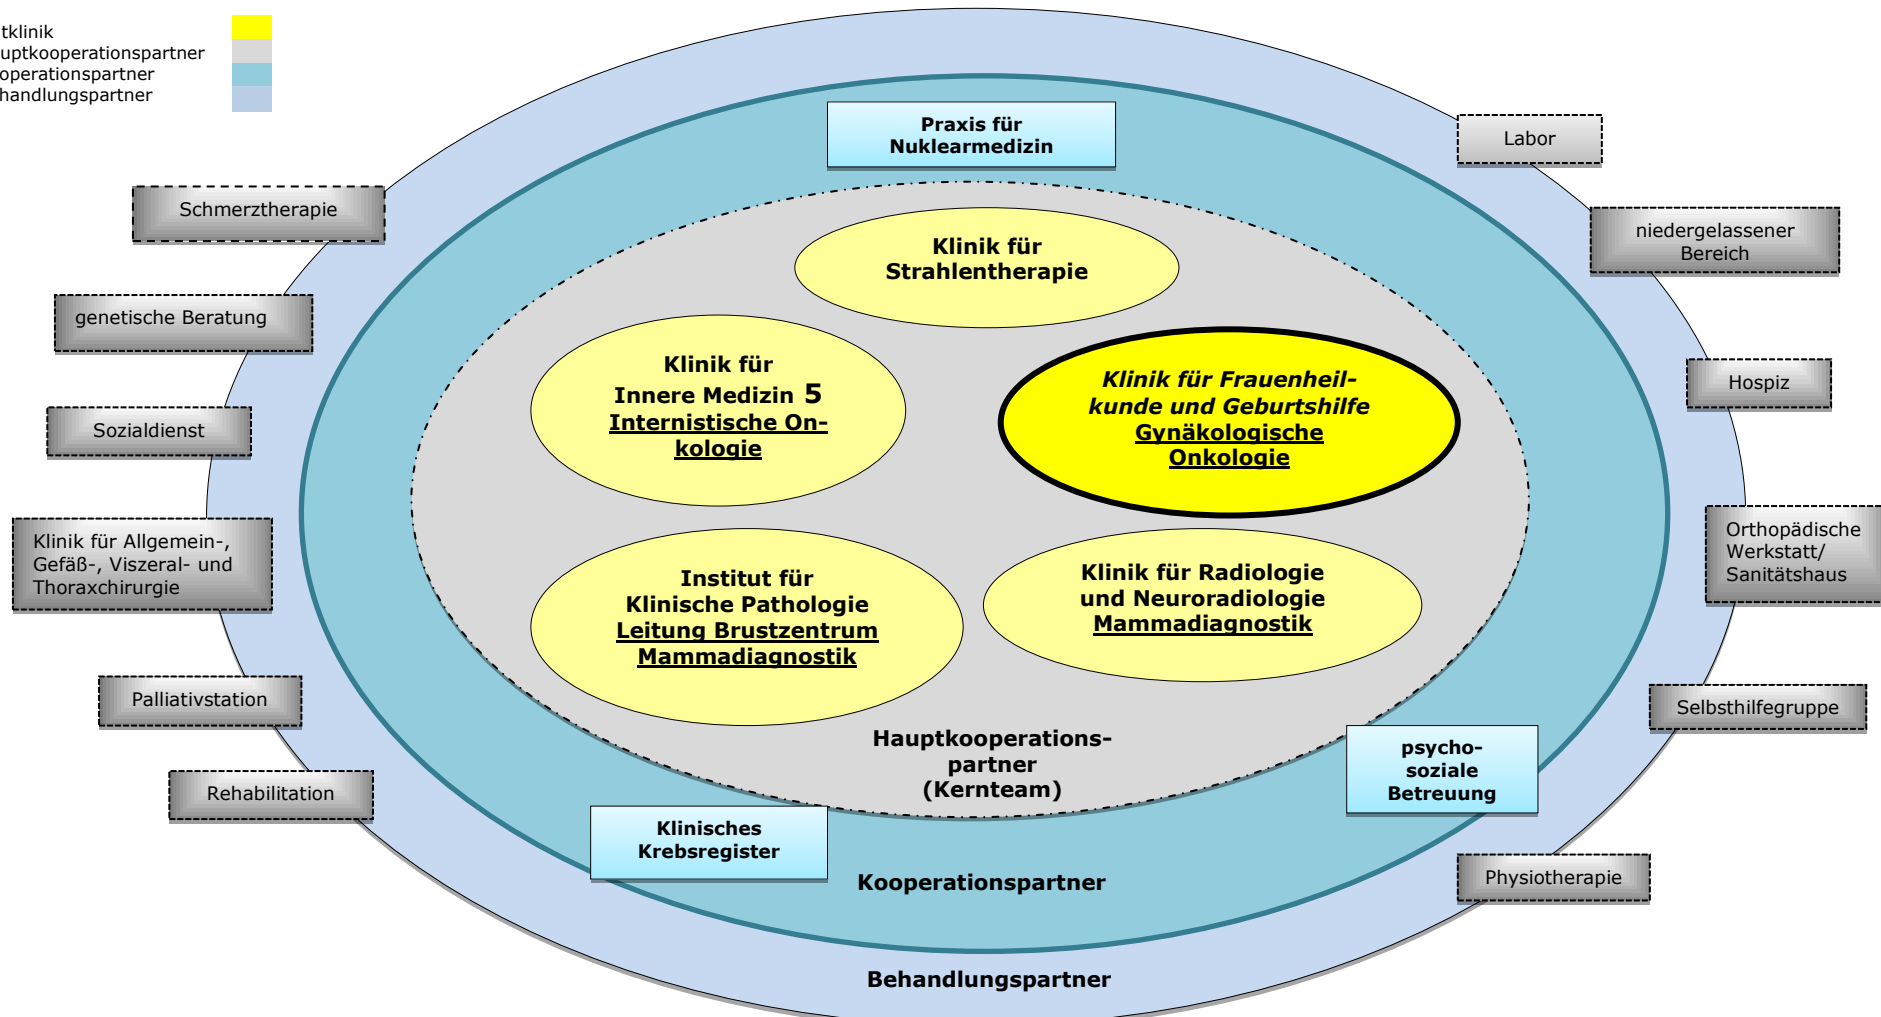 tklinik
uptkooperationspartner
operationspartner
handlungspartner
Praxis für
Nuklearmedizin
Labor
Schmerztherapie
niedergelassener
Bereich
Klinik für
Strahlentherapie
genetische Beratung
Klinik für
Innere Medizin 5
Internistische On-
kologie
Klinik für Frauenheil-
kunde und Geburtshilfe
Gynäkologische
Onkologie
Hospiz
Sozialdienst
Klinik für Allgemein-,
Gefäß-, Viszeral- und
Thoraxchirurgie
Orthopädische
Werkstatt/
Sanitätshaus
Institut für
Klinische Pathologie
Leitung Brustzentrum
Mammadiagnostik
Klinik für Radiologie
und Neuroradiologie
Mammadiagnostik
Palliativstation
Selbsthilfegruppe
Hauptkooperations-
partner
(Kernteam)
psycho-
soziale
Betreuung
Rehabilitation
Klinisches
Krebsregister
Kooperationspartner
Physiotherapie
Behandlungspartner